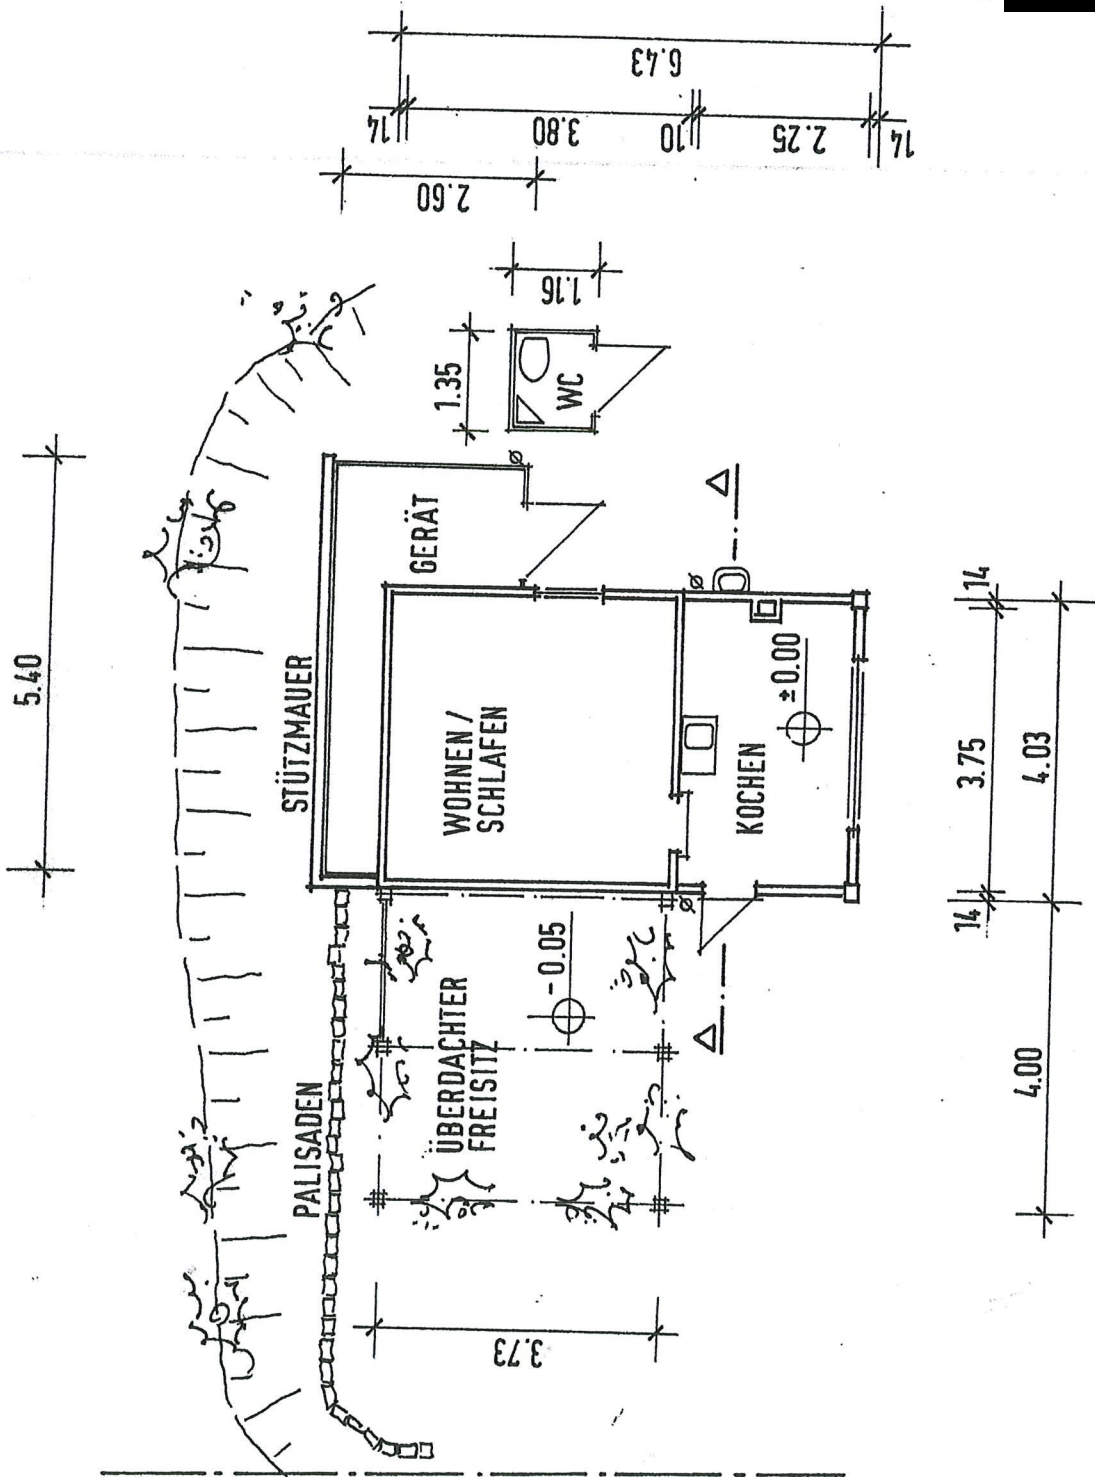 5.40
STÜTZMAUER
PALISADEN
GERÄT
WC
WOHNEN /
SCHLAFEN
KOCHEN
±0.00
ÜBERDACHTER
FREISITZ
-0.05
1.35
1.16
2.60
14
3.80
10
2.25
14
6.43
3.73
14
3.75
14
4.03
4.00